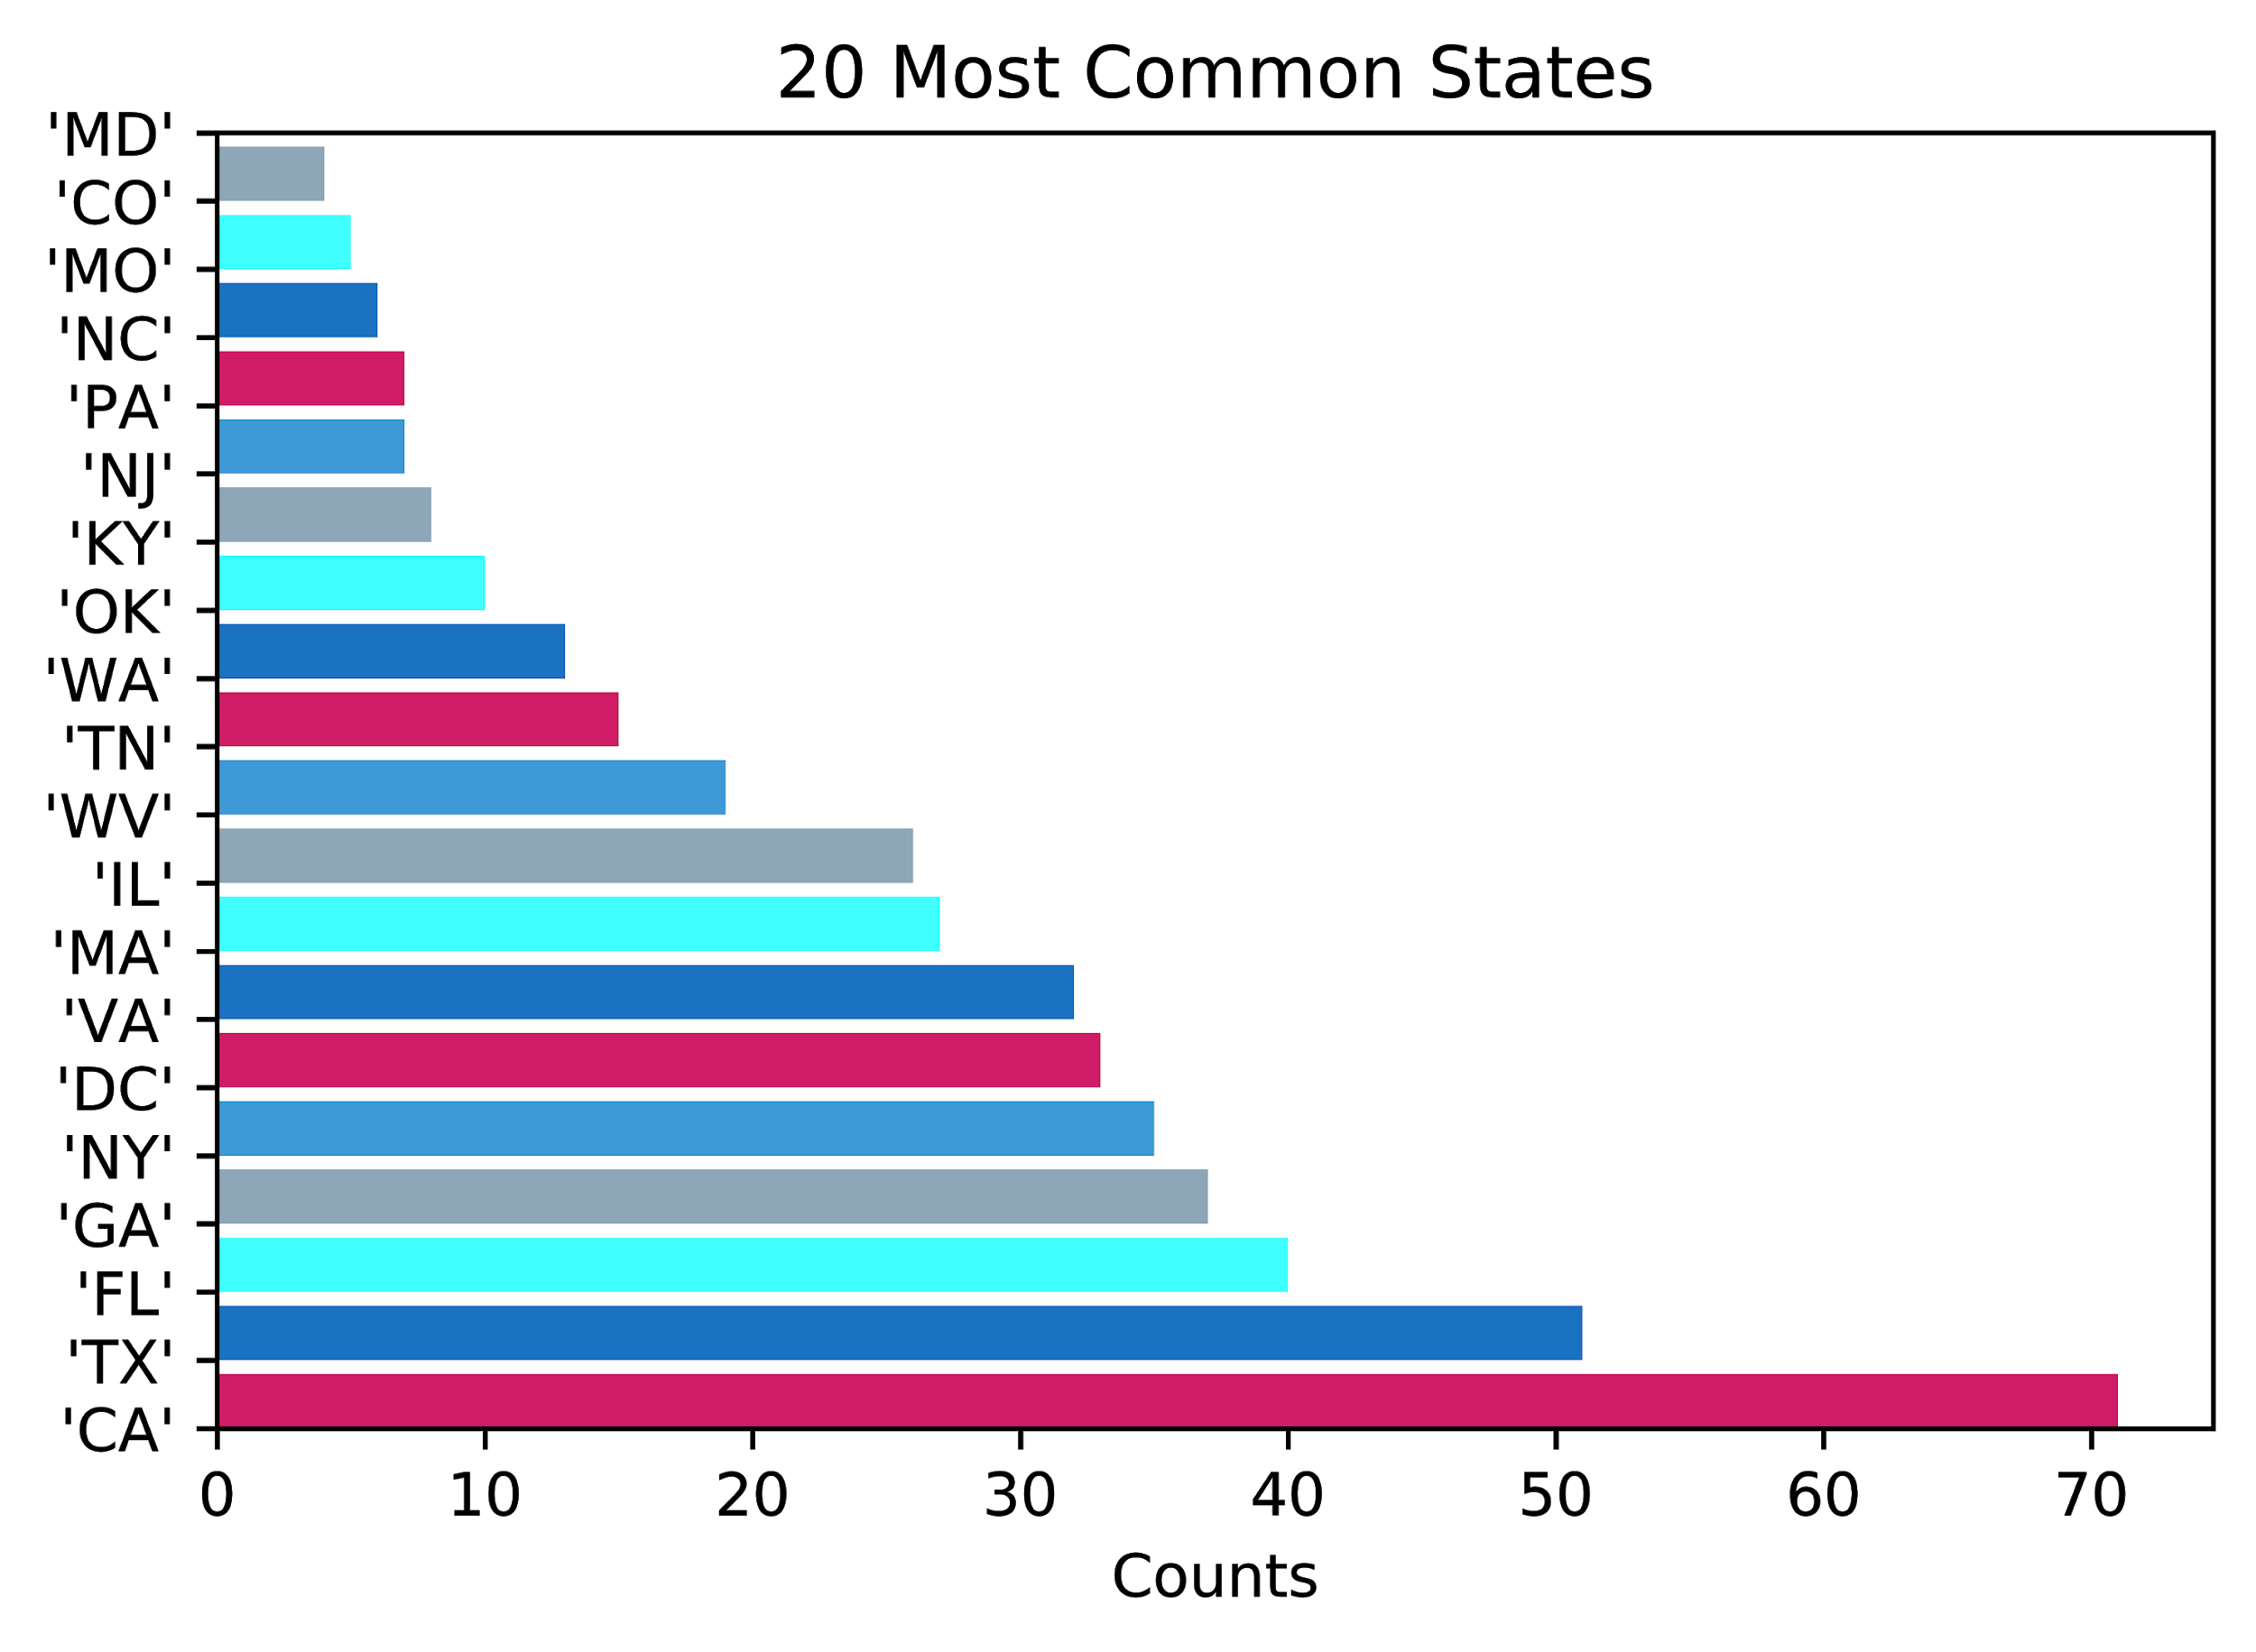 20 Most Common States
'MD'
'CO'
'MO'
'NC'
'PA'
'NJ'
'KY'
'OK'
'WA'
'TN'
'WV'
'IL'
'MA'
'VA'
'DC'
'NY'
'GA'
'FL'
'TX'
'CA'
0 10 20 30 40 50 60 70
Counts